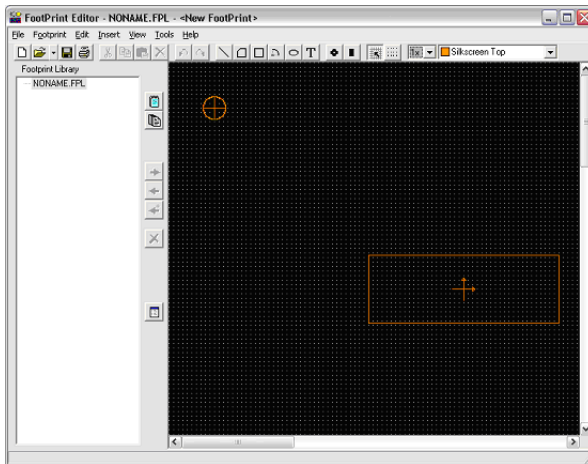 FootPrint Editor - NONAME.FPL - <New FootPrint>
File Footprint Edit Insert View Tools Help
T Silkscreen Top
Footprint Library
NONAME.FPL